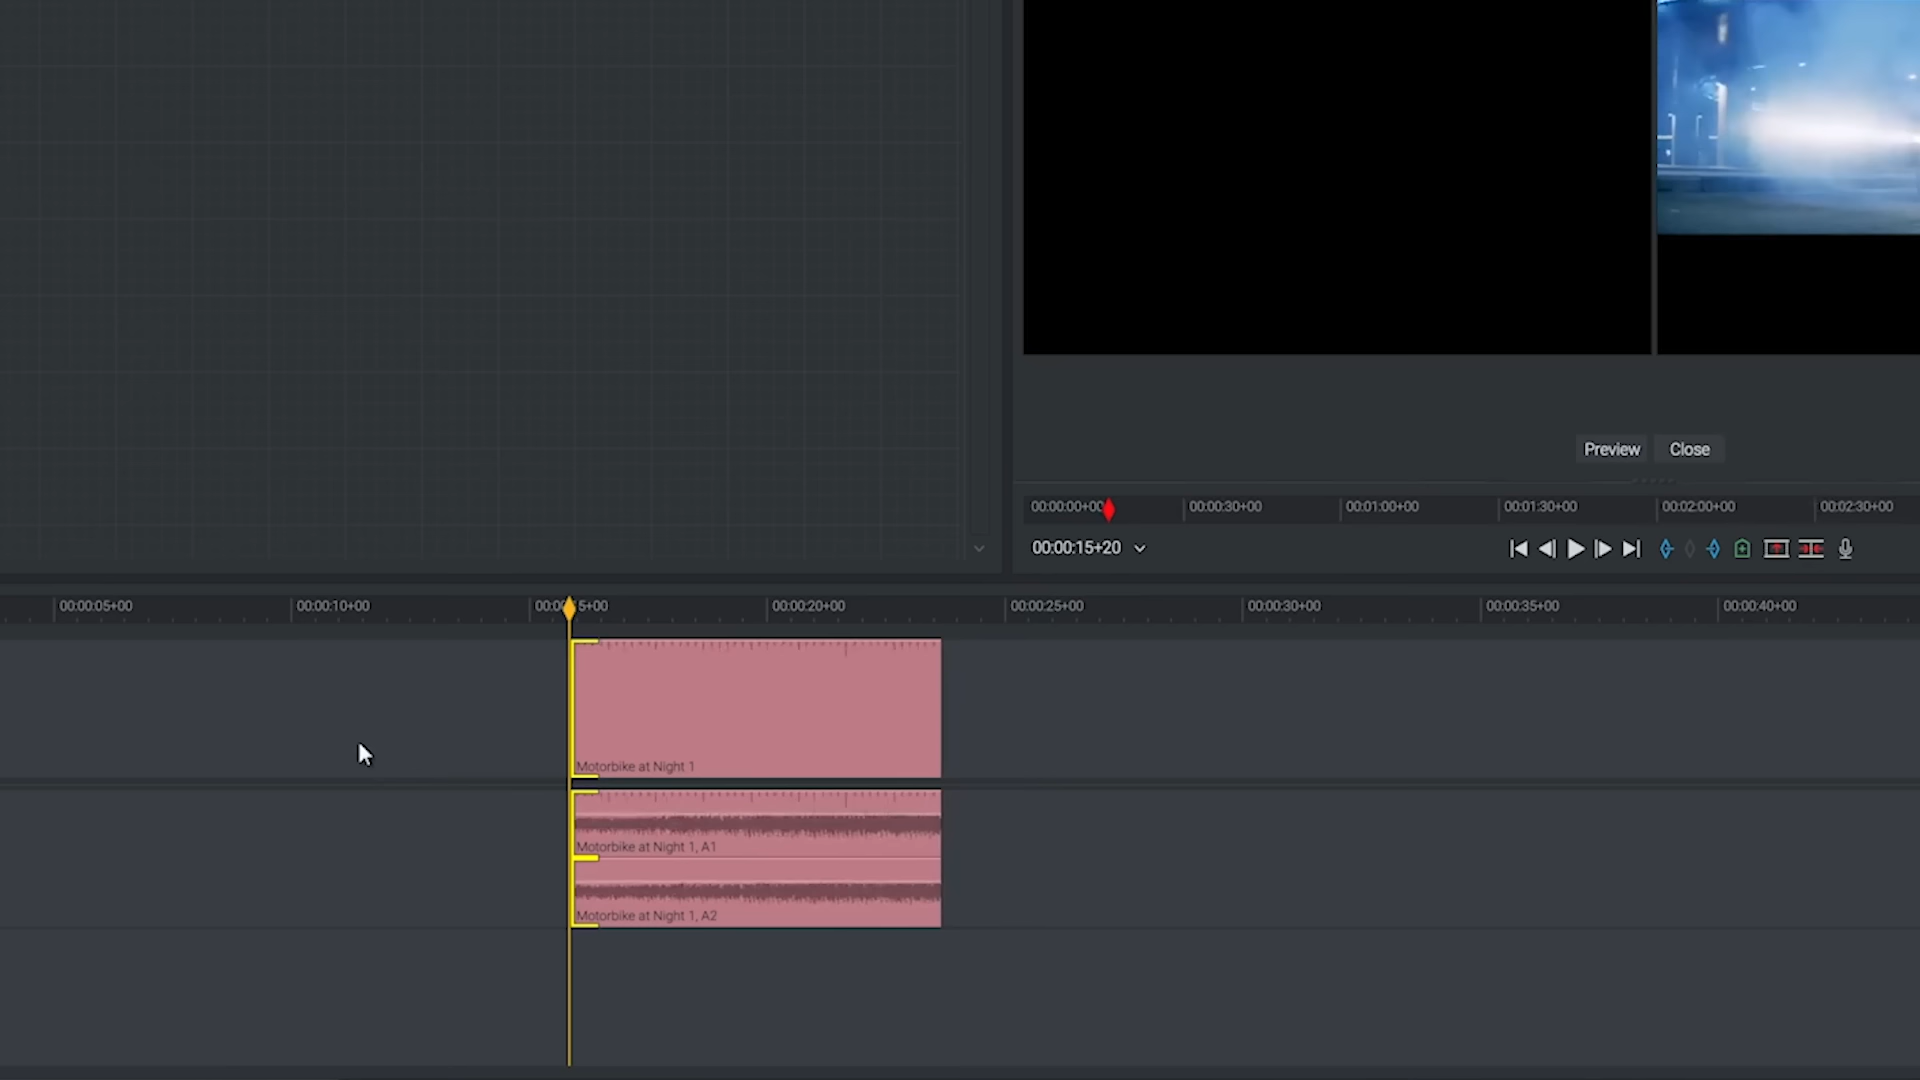 Preview Close
00:00:00+00 00:00:30+00 00:01:00+00 00:01:30+00 00:02:00+00 00:02:30+00
00:00:15+20
00:00:05+00 00:00:10+00 00:00:15+00 00:00:20+00 00:00:25+00 00:00:30+00 00:00:35+00 00:00:40+00
Motorbike at Night 1
Motorbike at Night 1, A1
Motorbike at Night 1, A2